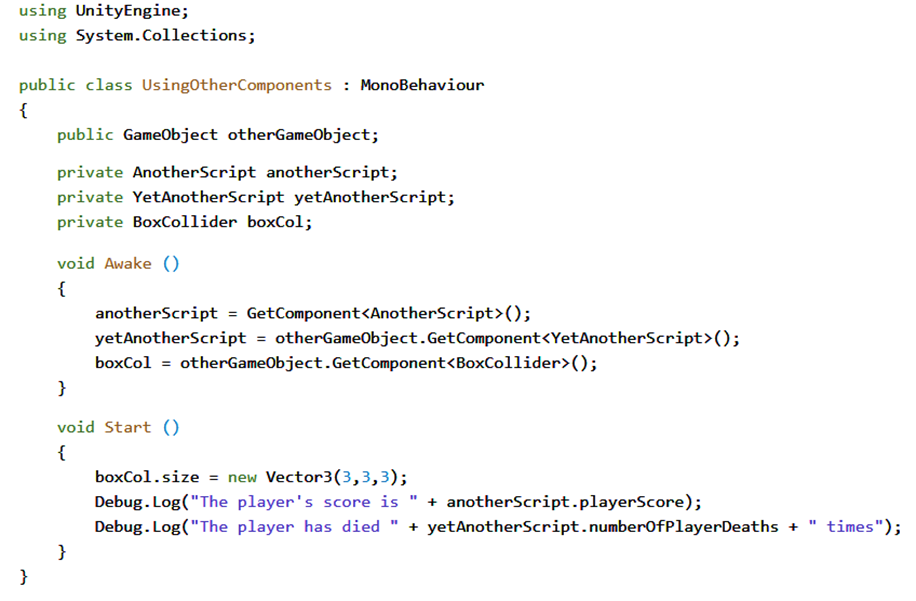 using UnityEngine;
using System.Collections;

public class UsingOtherComponents : MonoBehaviour
{
    public GameObject otherGameObject;

    private AnotherScript anotherScript;
    private YetAnotherScript yetAnotherScript;
    private BoxCollider boxCol;

    void Awake ()
    {
        anotherScript = GetComponent<AnotherScript>();
        yetAnotherScript = otherGameObject.GetComponent<YetAnotherScript>();
        boxCol = otherGameObject.GetComponent<BoxCollider>();
    }

    void Start ()
    {
        boxCol.size = new Vector3(3,3,3);
        Debug.Log("The player's score is " + anotherScript.playerScore);
        Debug.Log("The player has died " + yetAnotherScript.numberOfPlayerDeaths + " times");
    }
}